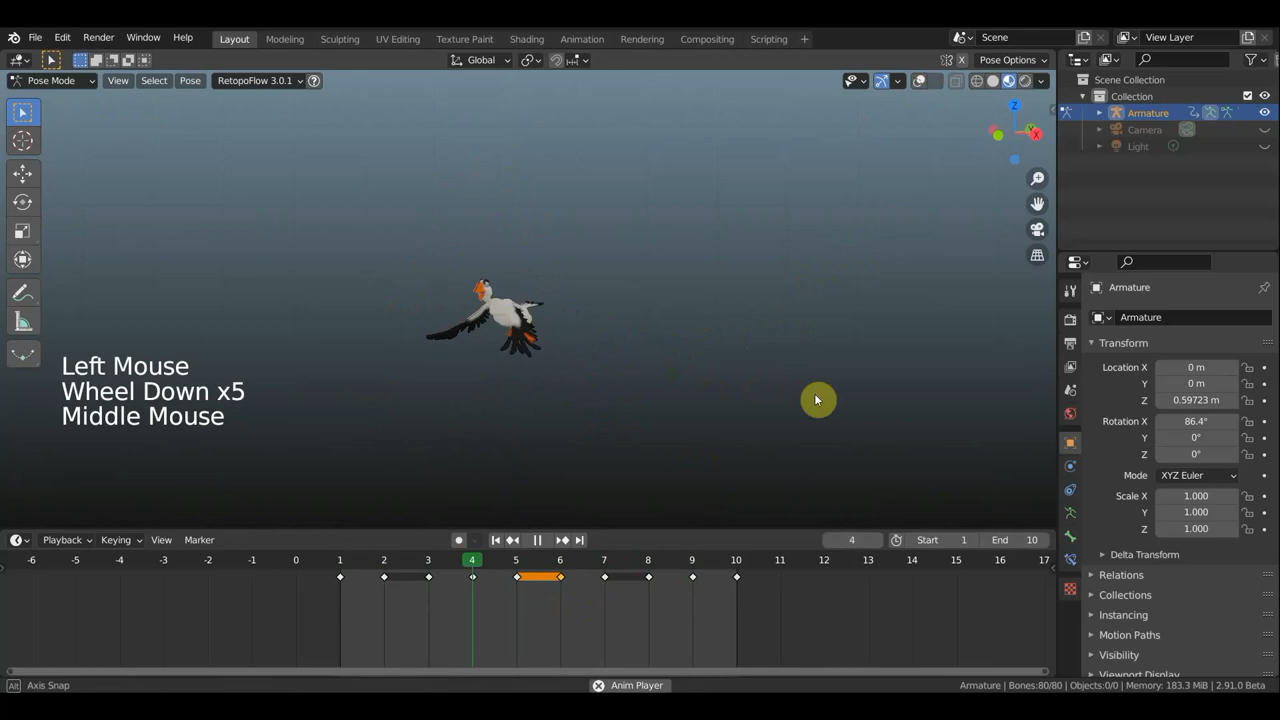 File Edit Render Window Help Layout Modeling Sculpting UV Editing Texture Paint Shading Animation Rendering Compositing Scripting + Scene View Layer
Global X Pose Options
Pose Mode View Select Pose RetopoFlow 3.0.1 ? Scene Collection
Collection
Armature
Camera
Light
Z
Y
X
Armature
Armature
Transform
Location X 0 m
Y 0 m
Z 0.59723 m
Rotation X 86.4°
Y 0°
Z 0°
Mode XYZ Euler
Scale X 1.000
Y 1.000
Z 1.000
Delta Transform
Relations
Collections
Instancing
Motion Paths
Visibility
Viewport Display
Left Mouse
Wheel Down x5
Middle Mouse
Playback Keying View Marker 4 Start 1 End 10
-6 -5 -4 -3 -2 -1 0 1 2 3 4 5 6 7 8 9 10 11 12 13 14 15 16 17
Alt Axis Snap Anim Player Armature | Bones:80/80 | Objects:0/0 | Memory: 183.3 MiB | 2.91.0 Beta